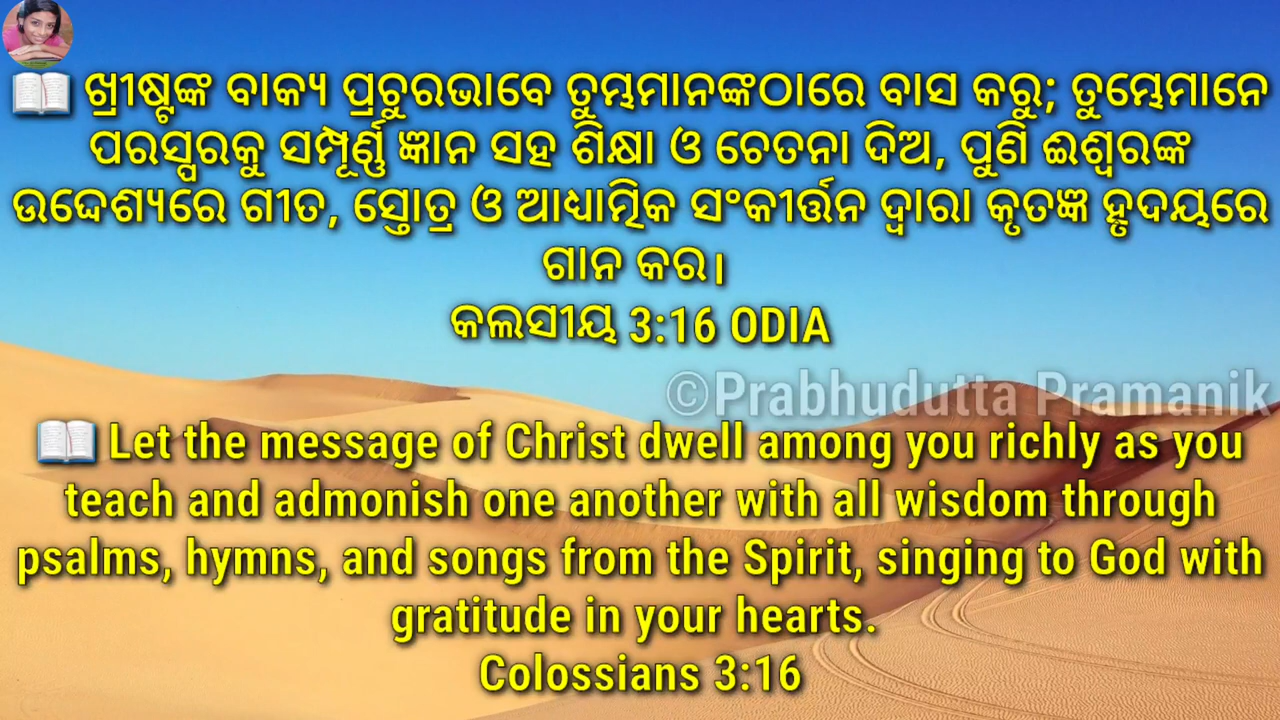 📖 ଖ୍ରୀଷ୍ଟଙ୍କ ବାକ୍ୟ ପ୍ରଚୁରଭାବେ ତୁମ୍ଭମାନଙ୍କଠାରେ ବାସ କରୁ; ତୁମ୍ଭେମାନେ
ପରସ୍ପରକୁ ସମ୍ପୂର୍ଣ୍ଣ ଜ୍ଞାନ ସହ ଶିକ୍ଷା ଓ ଚେତନା ଦିଅ, ପୁଣି ଈଶ୍ୱରଙ୍କ
ଉଦ୍ଦେଶ୍ୟରେ ଗୀତ, ସ୍ତୋତ୍ର ଓ ଆଧ୍ୟାତ୍ମିକ ସଂକୀର୍ତ୍ତନ ଦ୍ୱାରା କୃତଜ୍ଞ ହୃଦୟରେ
ଗାନ କର।
କଲସୀୟ 3:16 ODIA
©Prabhudutta Pramanik
📖 Let the message of Christ dwell among you richly as you
teach and admonish one another with all wisdom through
psalms, hymns, and songs from the Spirit, singing to God with
gratitude in your hearts.
Colossians 3:16